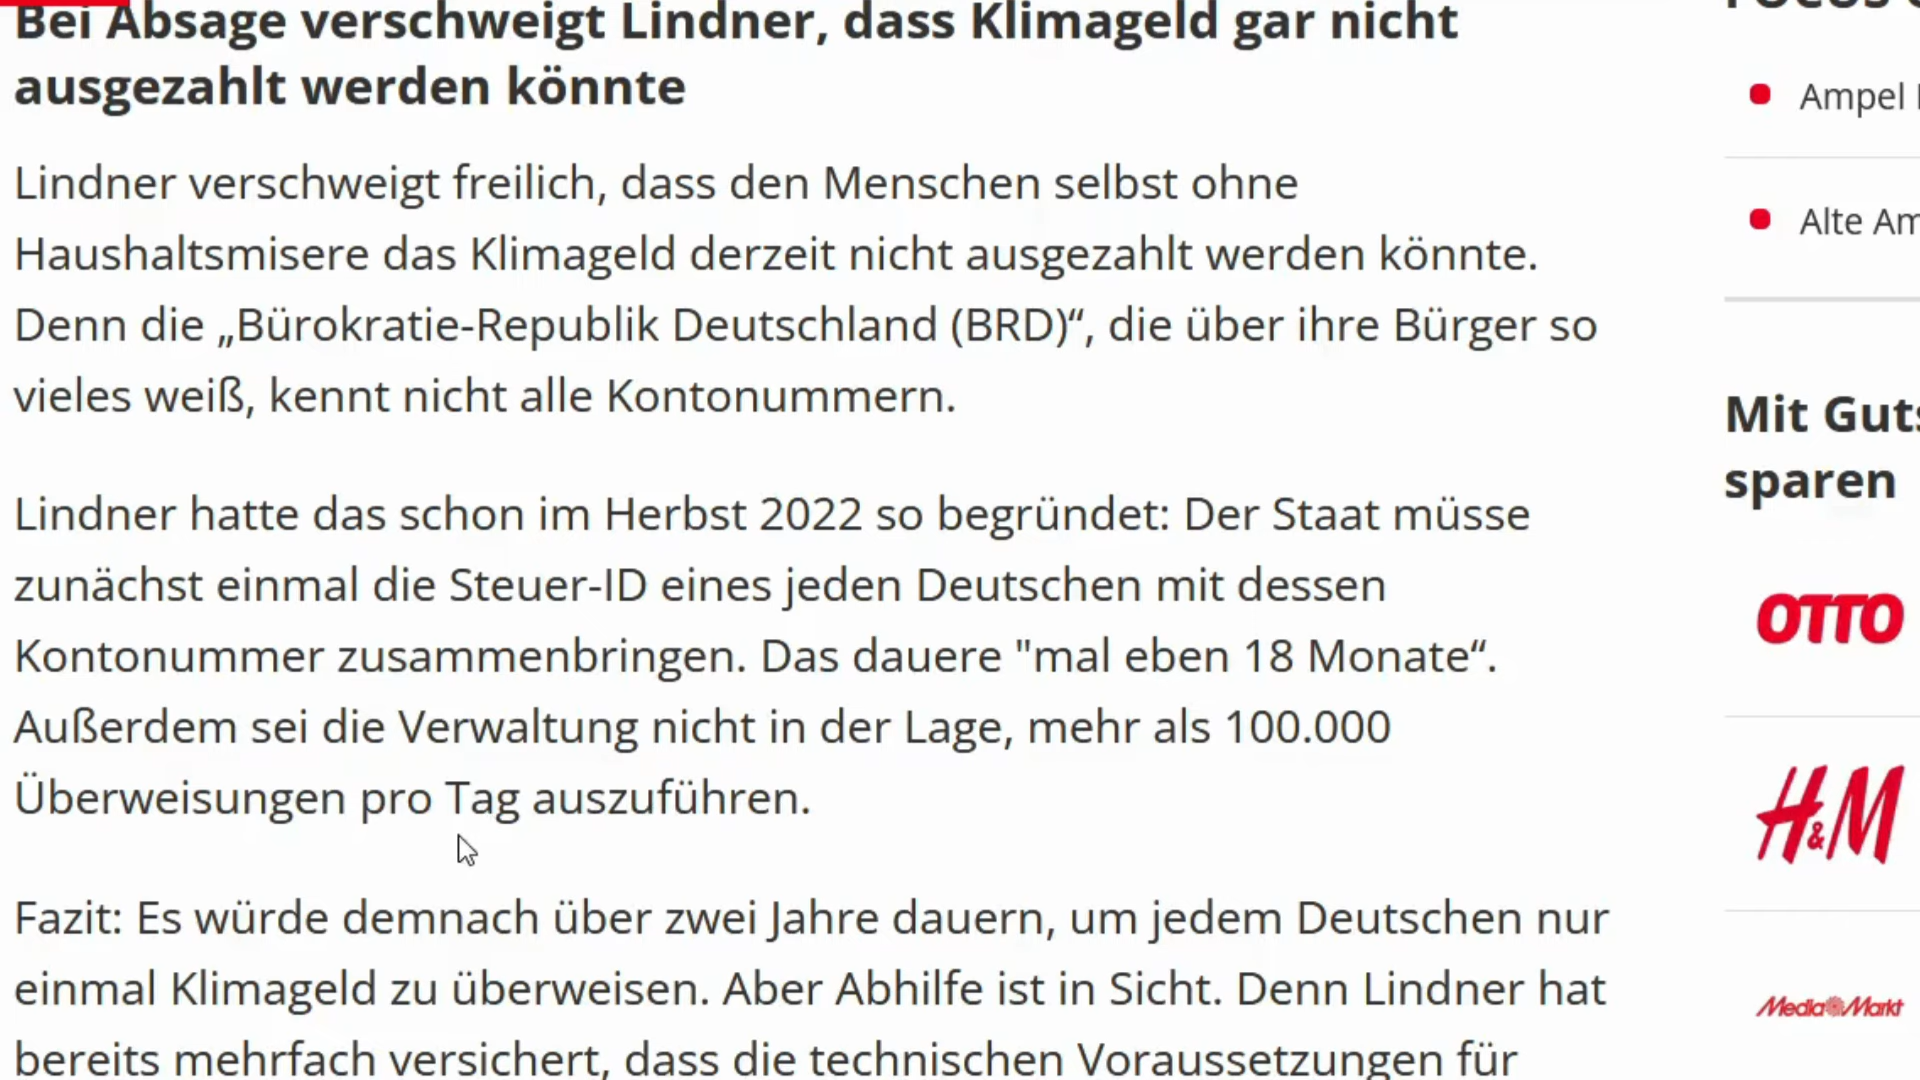 Bei Absage verschweigt Lindner, dass Klimageld gar nicht
ausgezahlt werden könnte
Lindner verschweigt freilich, dass den Menschen selbst ohne
Haushaltsmisere das Klimageld derzeit nicht ausgezahlt werden könnte.
Denn die „Bürokratie-Republik Deutschland (BRD)“, die über ihre Bürger so
vieles weiß, kennt nicht alle Kontonummern.
Lindner hatte das schon im Herbst 2022 so begründet: Der Staat müsse
zunächst einmal die Steuer-ID eines jeden Deutschen mit dessen
Kontonummer zusammenbringen. Das dauere "mal eben 18 Monate“.
Außerdem sei die Verwaltung nicht in der Lage, mehr als 100.000
Überweisungen pro Tag auszuführen.
Fazit: Es würde demnach über zwei Jahre dauern, um jedem Deutschen nur
einmal Klimageld zu überweisen. Aber Abhilfe ist in Sicht. Denn Lindner hat
bereits mehrfach versichert, dass die technischen Voraussetzungen für
Ampel
Alte
Mit
sparen
OTTO
H&M
MediaMarkt